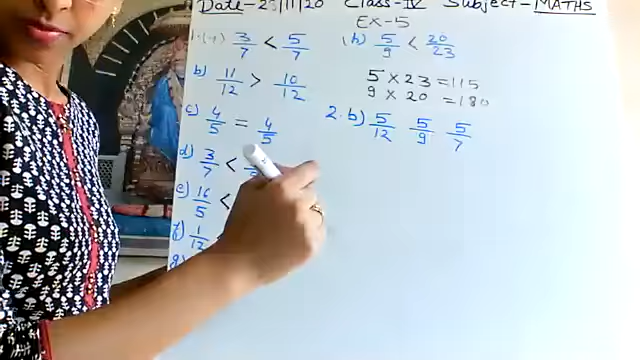 Date-23/11/20 Class-IV Subject-MATHS
EX-5
3/7 < 5/7
b) 11/12 > 10/12
c) 4/5 = 4/5
d) 3/7 <
e) 16/5 <
f) 1/12
g)
h) 5/9 < 20/23
5 × 23 = 115
9 × 20 = 180
2. b) 5/12 5/9 5/7